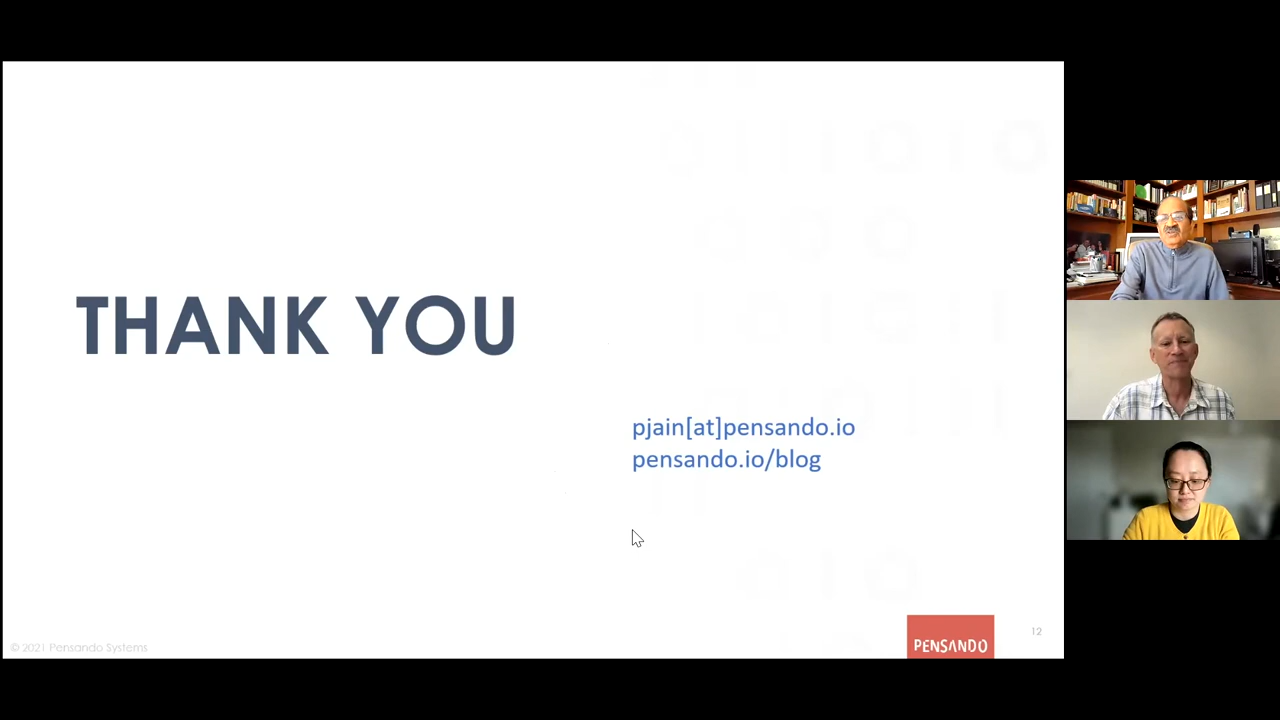 THANK YOU
pjain[at]pensando.io
pensando.io/blog
© 2021 Pensando Systems
PENSANDO
12